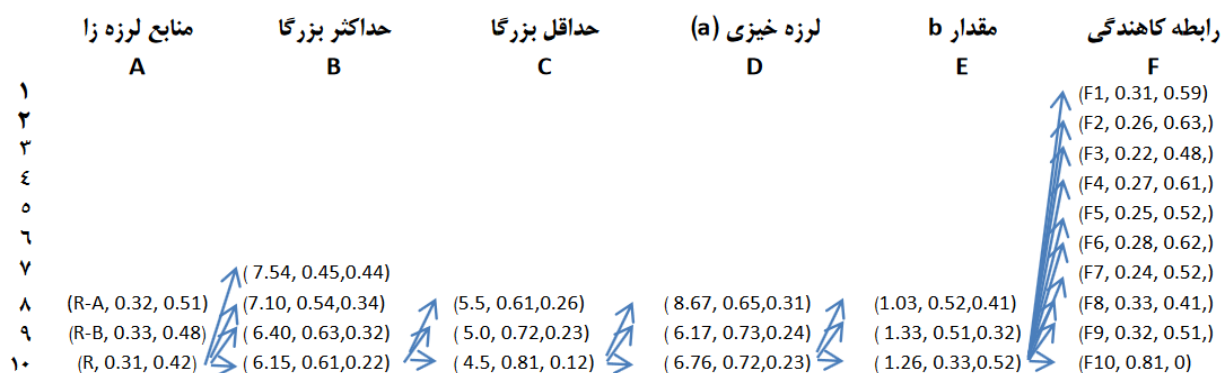 منابع لرزه زا حداکثر بزرگا حداقل بزرگا لرزه خیزی (a) مقدار b رابطه کاهندگی
A B C D E F
۱ (F1, 0.31, 0.59)
۲ (F2, 0.26, 0.63,)
۳ (F3, 0.22, 0.48,)
٤ (F4, 0.27, 0.61,)
٥ (F5, 0.25, 0.52,)
٦ (F6, 0.28, 0.62,)
۷ ( 7.54, 0.45,0.44) (F7, 0.24, 0.52,)
۸ (R-A, 0.32, 0.51) (7.10, 0.54,0.34) (5.5, 0.61,0.26) ( 8.67, 0.65,0.31) (1.03, 0.52,0.41) (F8, 0.33, 0.41,)
۹ (R-B, 0.33, 0.48) ( 6.40, 0.63,0.32) ( 5.0, 0.72,0.23) ( 6.17, 0.73,0.24) ( 1.33, 0.51,0.32) (F9, 0.32, 0.51,)
۱۰ (R, 0.31, 0.42) ( 6.15, 0.61,0.22) ( 4.5, 0.81, 0.12) ( 6.76, 0.72,0.23) ( 1.26, 0.33,0.52) (F10, 0.81, 0)